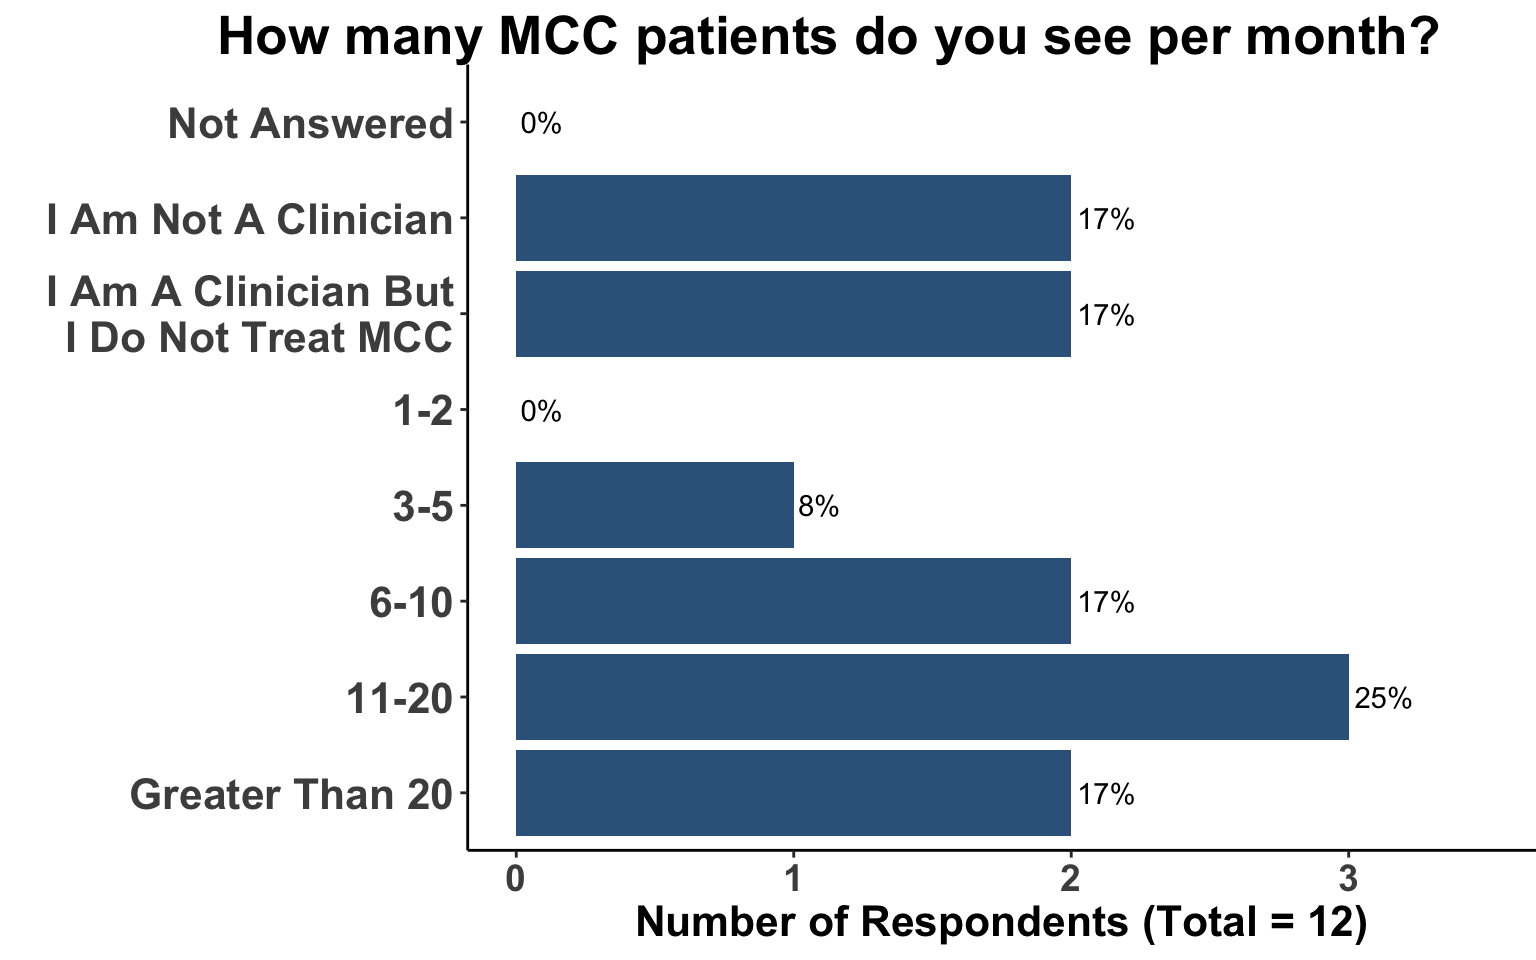 How many MCC patients do you see per month?
Not Answered
0%
I Am Not A Clinician
17%
I Am A Clinician But
I Do Not Treat MCC
17%
1-2
0%
3-5
8%
6-10
17%
11-20
25%
Greater Than 20
17%
0 1 2 3
Number of Respondents (Total = 12)